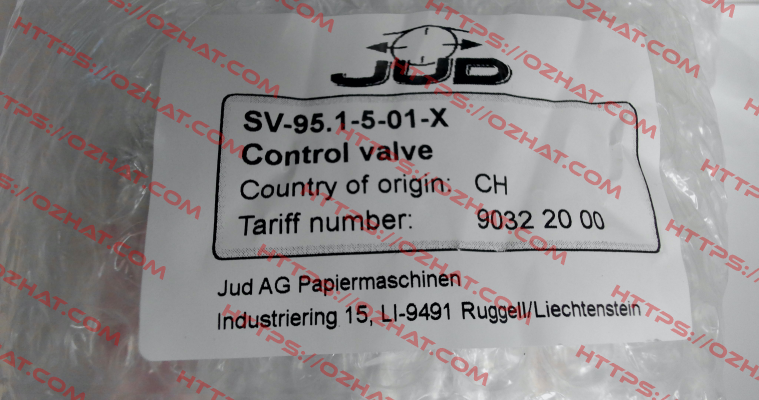 JUD
SV-95.1-5-01-X
Control valve
Country of origin: CH
Tariff number: 9032 20 00
Jud AG Papiermaschinen
Industriering 15, LI-9491 Ruggell/Liechtenstein
HTTPS://OZHAT.COM